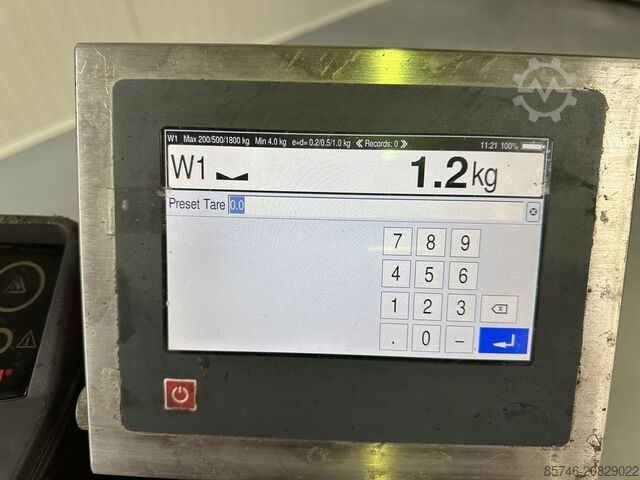 W1 Max 200/500/1800 kg Min 4.0 kg e=d= 0.2/0.5/1.0 kg ≪ Records: 0 ≫ 11:21 100%
W1 1.2 kg
Preset Tare 0.0
7 8 9
4 5 6
1 2 3
. 0 –
85746-20829022